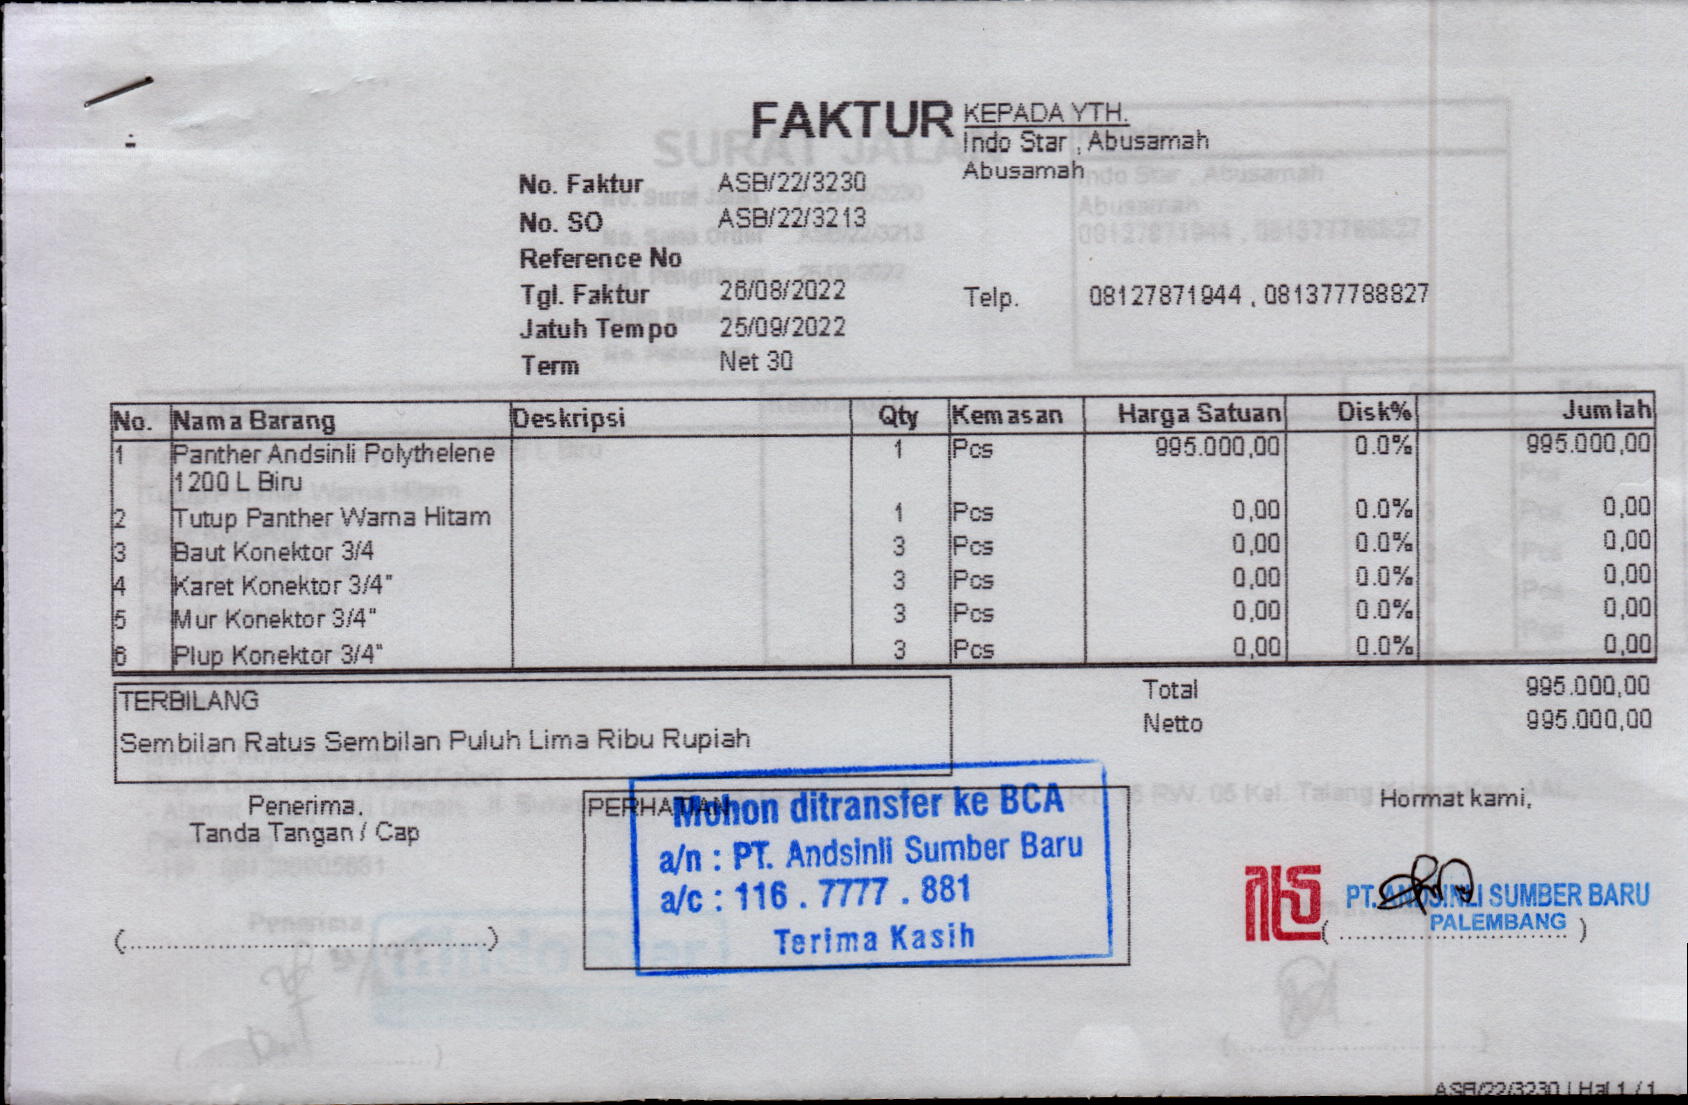 FAKTUR
KEPADA YTH.
Indo Star , Abusamah
Abusamah
No. Faktur ASB/22/3230
No. SO ASB/22/3213
Reference No
Tgl. Faktur 26/08/2022
Telp. 08127871944 , 081377788827
Jatuh Tempo 25/09/2022
Term Net 30
No. Nama Barang Deskripsi Qty Kemasan Harga Satuan Disk% Jumlah
1 Panther Andsinli Polythelene 1 Pcs 995.000,00 0.0% 995.000,00
1200 L Biru
2 Tutup Panther Warna Hitam 1 Pcs 0,00 0.0% 0,00
3 Baut Konektor 3/4 3 Pcs 0,00 0.0% 0,00
4 Karet Konektor 3/4" 3 Pcs 0,00 0.0% 0,00
5 Mur Konektor 3/4" 3 Pcs 0,00 0.0% 0,00
6 Plup Konektor 3/4" 3 Pcs 0,00 0.0% 0,00
TERBILANG
Sembilan Ratus Sembilan Puluh Lima Ribu Rupiah
Total 995.000,00
Netto 995.000,00
Penerima,
Tanda Tangan / Cap
PERHATIAN
Mohon ditransfer ke BCA
a/n : PT. Andsinli Sumber Baru
a/c : 116 . 7777 . 881
Terima Kasih
Hormat kami,
PT. ANDSINLI SUMBER BARU
PALEMBANG
ASB/22/3230 | Hal 1 / 1